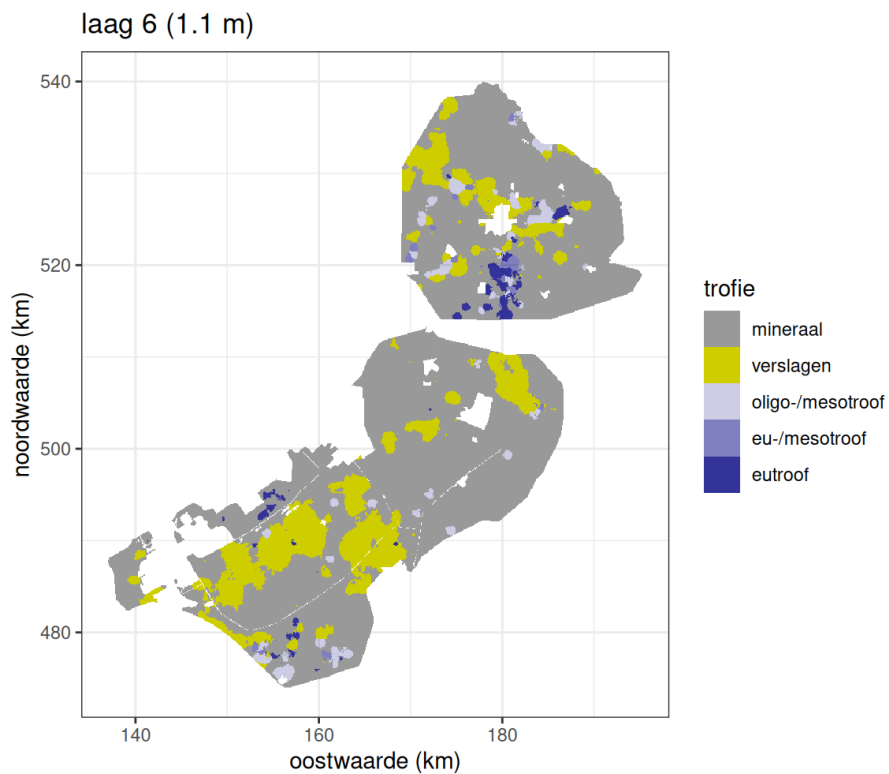 laag 6 (1.1 m)
540
520
500
480
noordwaarde (km)
140
160
180
oostwaarde (km)
trofie
mineraal
verslagen
oligo-/mesotroof
eu-/mesotroof
eutroof